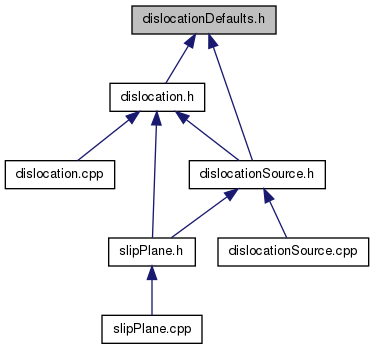 dislocationDefaults.h
dislocation.h
dislocation.cpp
dislocationSource.h
slipPlane.h
dislocationSource.cpp
slipPlane.cpp